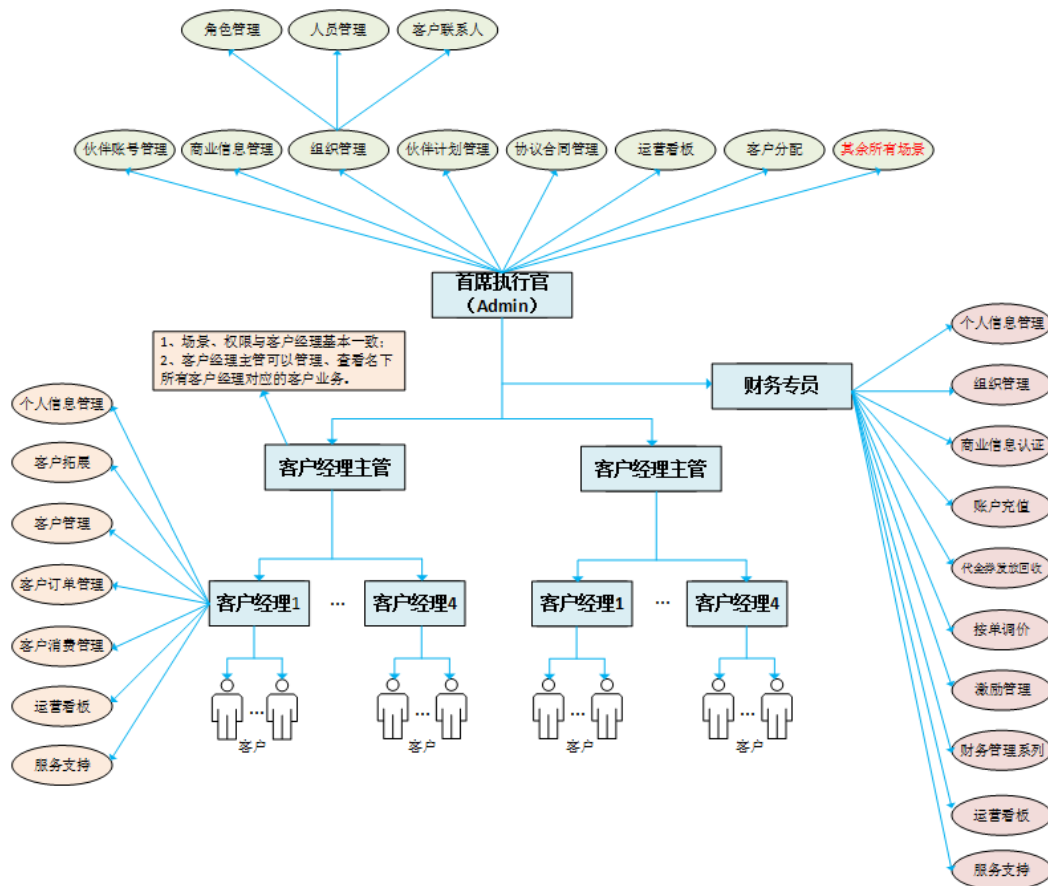 角色管理
人员管理
客户联系人
伙伴账号管理
商业信息管理
组织管理
伙伴计划管理
协议合同管理
运营看板
客户分配
其余所有场景
首席执行官
（Admin）
1、场景、权限与客户经理基本一致；
2、客户经理主管可以管理、查看名下
所有客户经理对应的客户业务。
财务专员
客户经理主管
客户经理主管
个人信息管理
客户拓展
客户管理
客户订单管理
客户消费管理
运营看板
服务支持
客户经理1
...
客户经理4
客户经理1
...
客户经理4
...
客户
...
客户
...
客户
...
客户
个人信息管理
组织管理
商业信息认证
账户充值
代金券发放回收
按单调价
激励管理
财务管理系列
运营看板
服务支持